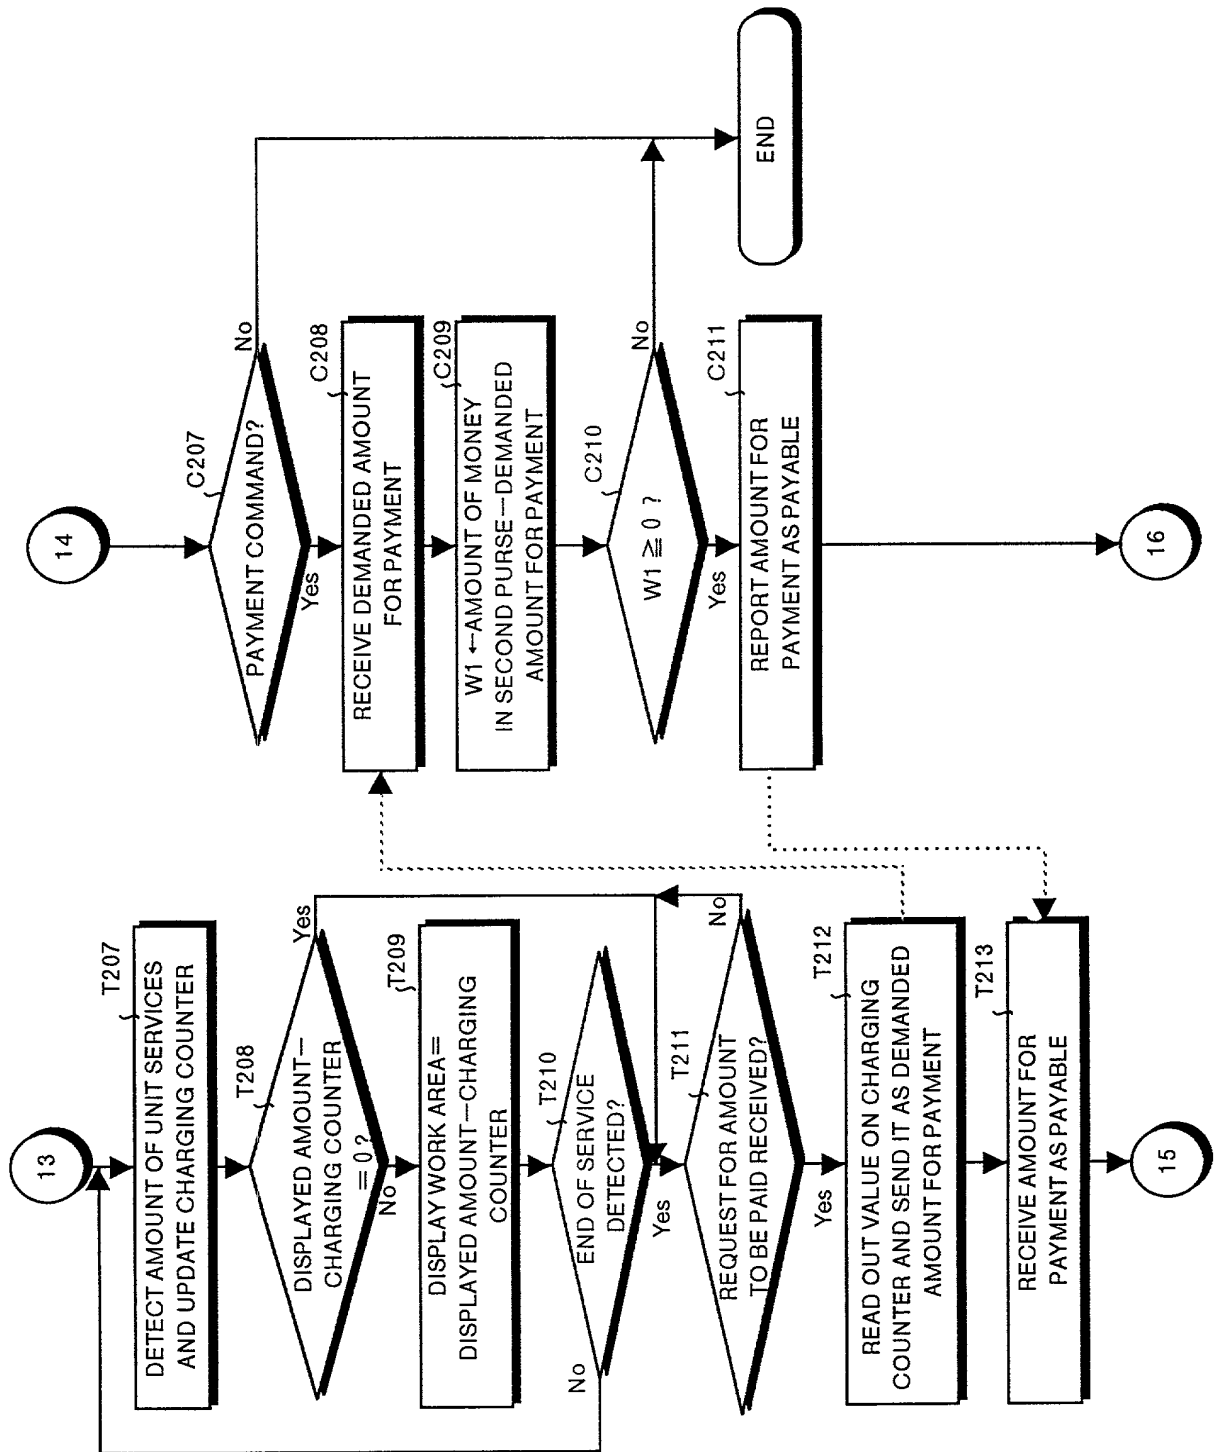 13
T207
DETECT AMOUNT OF UNIT SERVICES
AND UPDATE CHARGING COUNTER
T208
DISPLAYED AMOUNT—
CHARGING COUNTER
=0?
Yes
No
T209
DISPLAY WORK AREA=
DISPLAYED AMOUNT—CHARGING
COUNTER
T210
END OF SERVICE
DETECTED?
No
Yes
T211
REQUEST FOR AMOUNT
TO BE PAID RECEIVED?
No
Yes
T212
READ OUT VALUE ON CHARGING
COUNTER AND SEND IT AS DEMANDED
AMOUNT FOR PAYMENT
T213
RECEIVE AMOUNT FOR
PAYMENT AS PAYABLE
15
14
C207
PAYMENT COMMAND?
No
Yes
C208
RECEIVE DEMANDED AMOUNT
FOR PAYMENT
C209
W1 ←AMOUNT OF MONEY
IN SECOND PURSE—DEMANDED
AMOUNT FOR PAYMENT
C210
W1 ≧ 0 ?
No
Yes
C211
REPORT AMOUNT FOR
PAYMENT AS PAYABLE
16
END